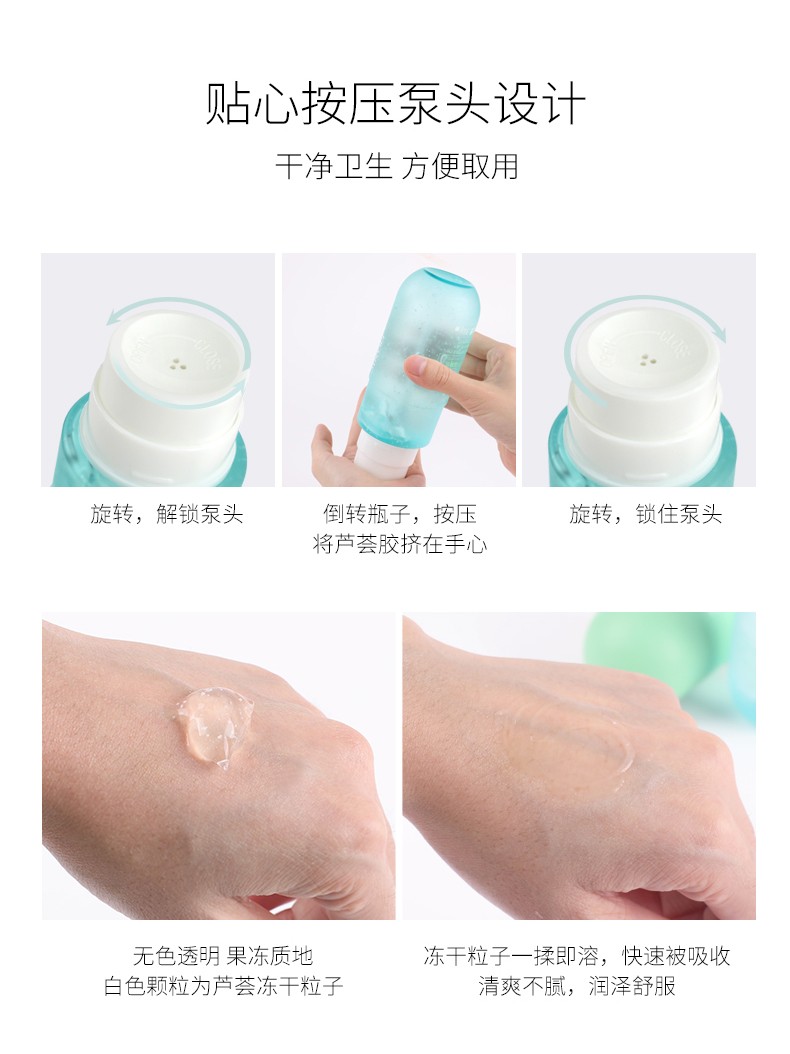 贴心按压泵头设计
干净卫生 方便取用
旋转，解锁泵头
倒转瓶子，按压
将芦荟胶挤在手心
旋转，锁住泵头
无色透明 果冻质地
白色颗粒为芦荟冻干粒子
冻干粒子一揉即溶，快速被吸收
清爽不腻，润泽舒服